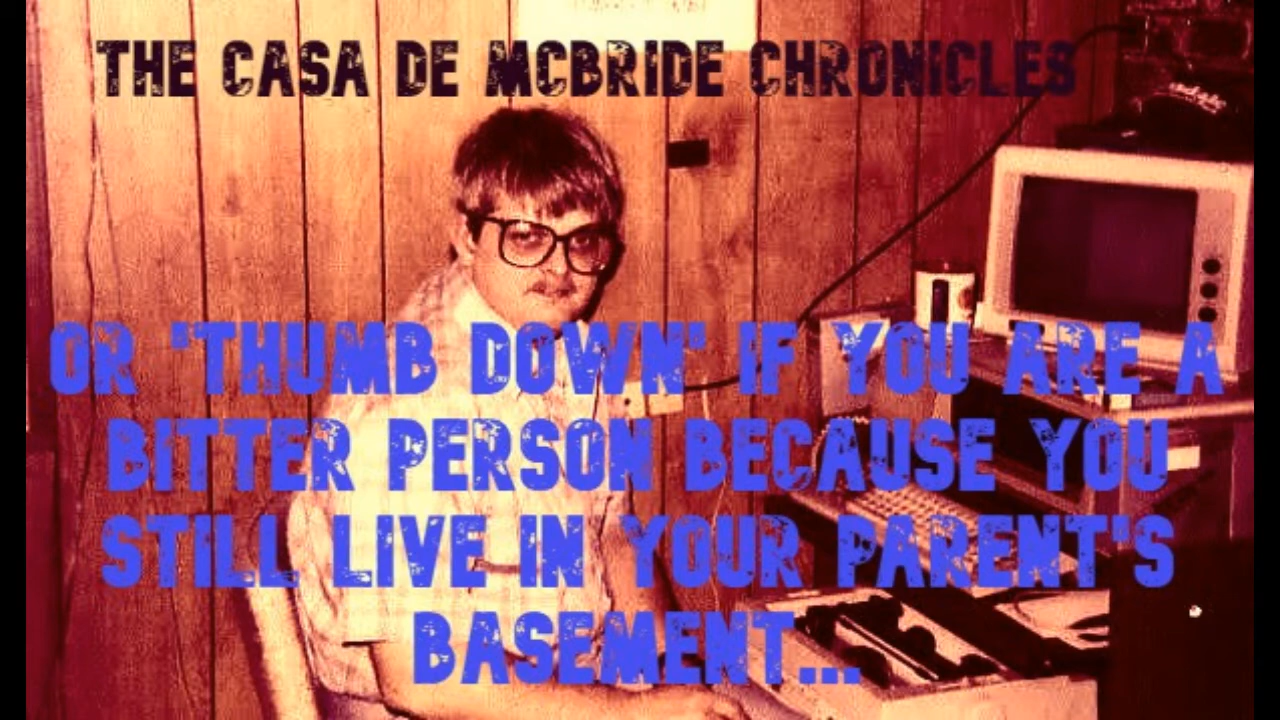 THE CASA DE MCBRIDE CHRONICLES
OR 'THUMB DOWN' IF YOU ARE A
BITTER PERSON BECAUSE YOU
STILL LIVE IN YOUR PARENT'S
BASEMENT...